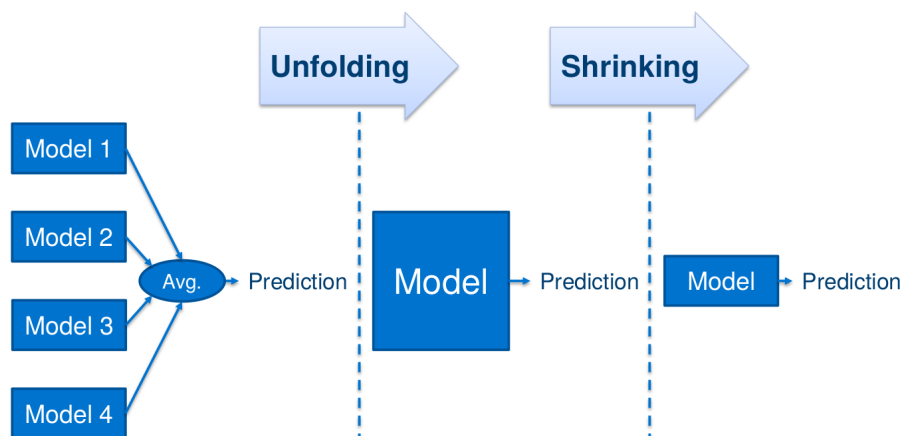 Unfolding
Shrinking
Model 1
Model 2
Model 3
Model 4
Avg.
Prediction
Model
Prediction
Model
Prediction